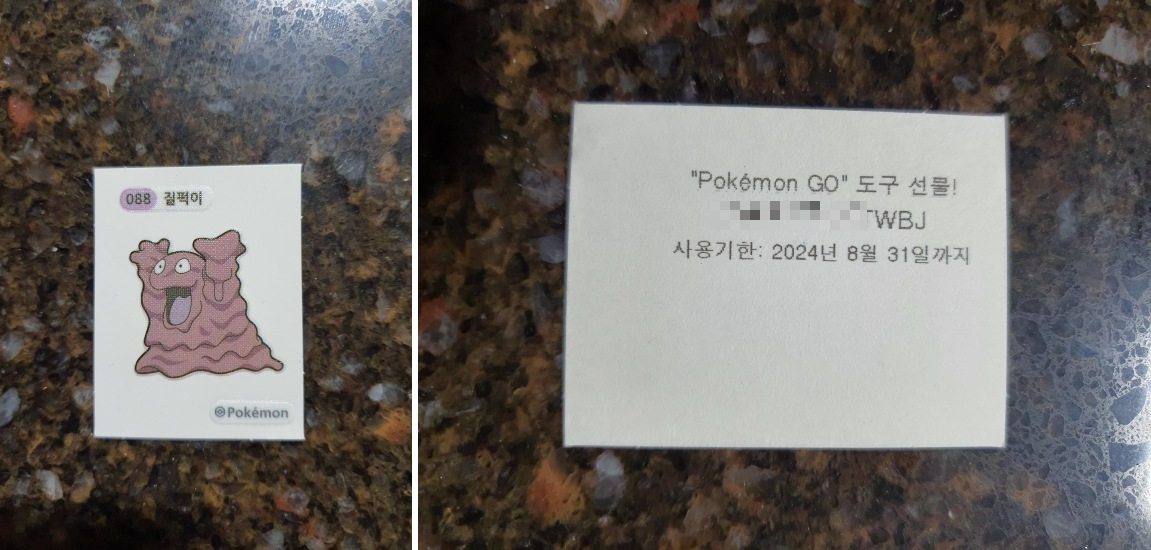 088 질퍽이
Pokémon
"Pokémon GO" 도구 선물!
TWBJ
사용기한: 2024년 8월 31일까지